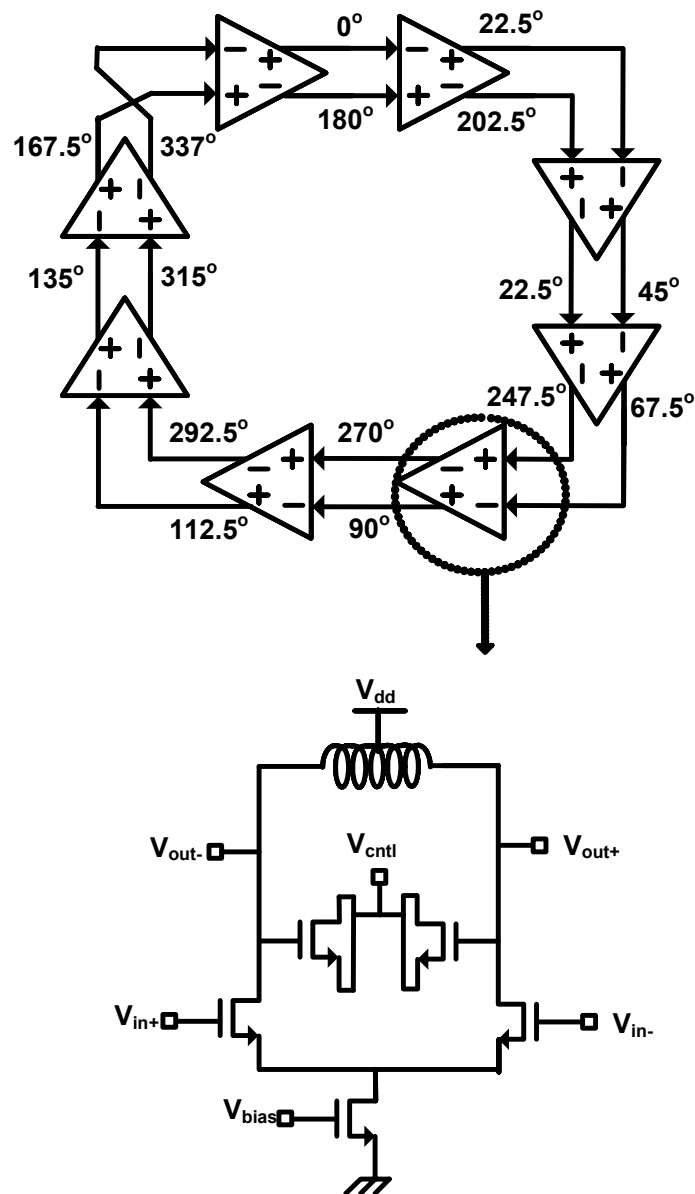 0°
22.5°
− + − +
+ − + −
180°
202.5°
167.5°
337°
+ −
− +
+ −
− +
135°
315°
22.5°
45°
+ −
− +
+ −
− +
247.5°
67.5°
292.5°
270°
− + − +
+ − + −
112.5°
90°
Vdd
Vout-
Vcntl
Vout+
Vin+
Vin-
Vbias